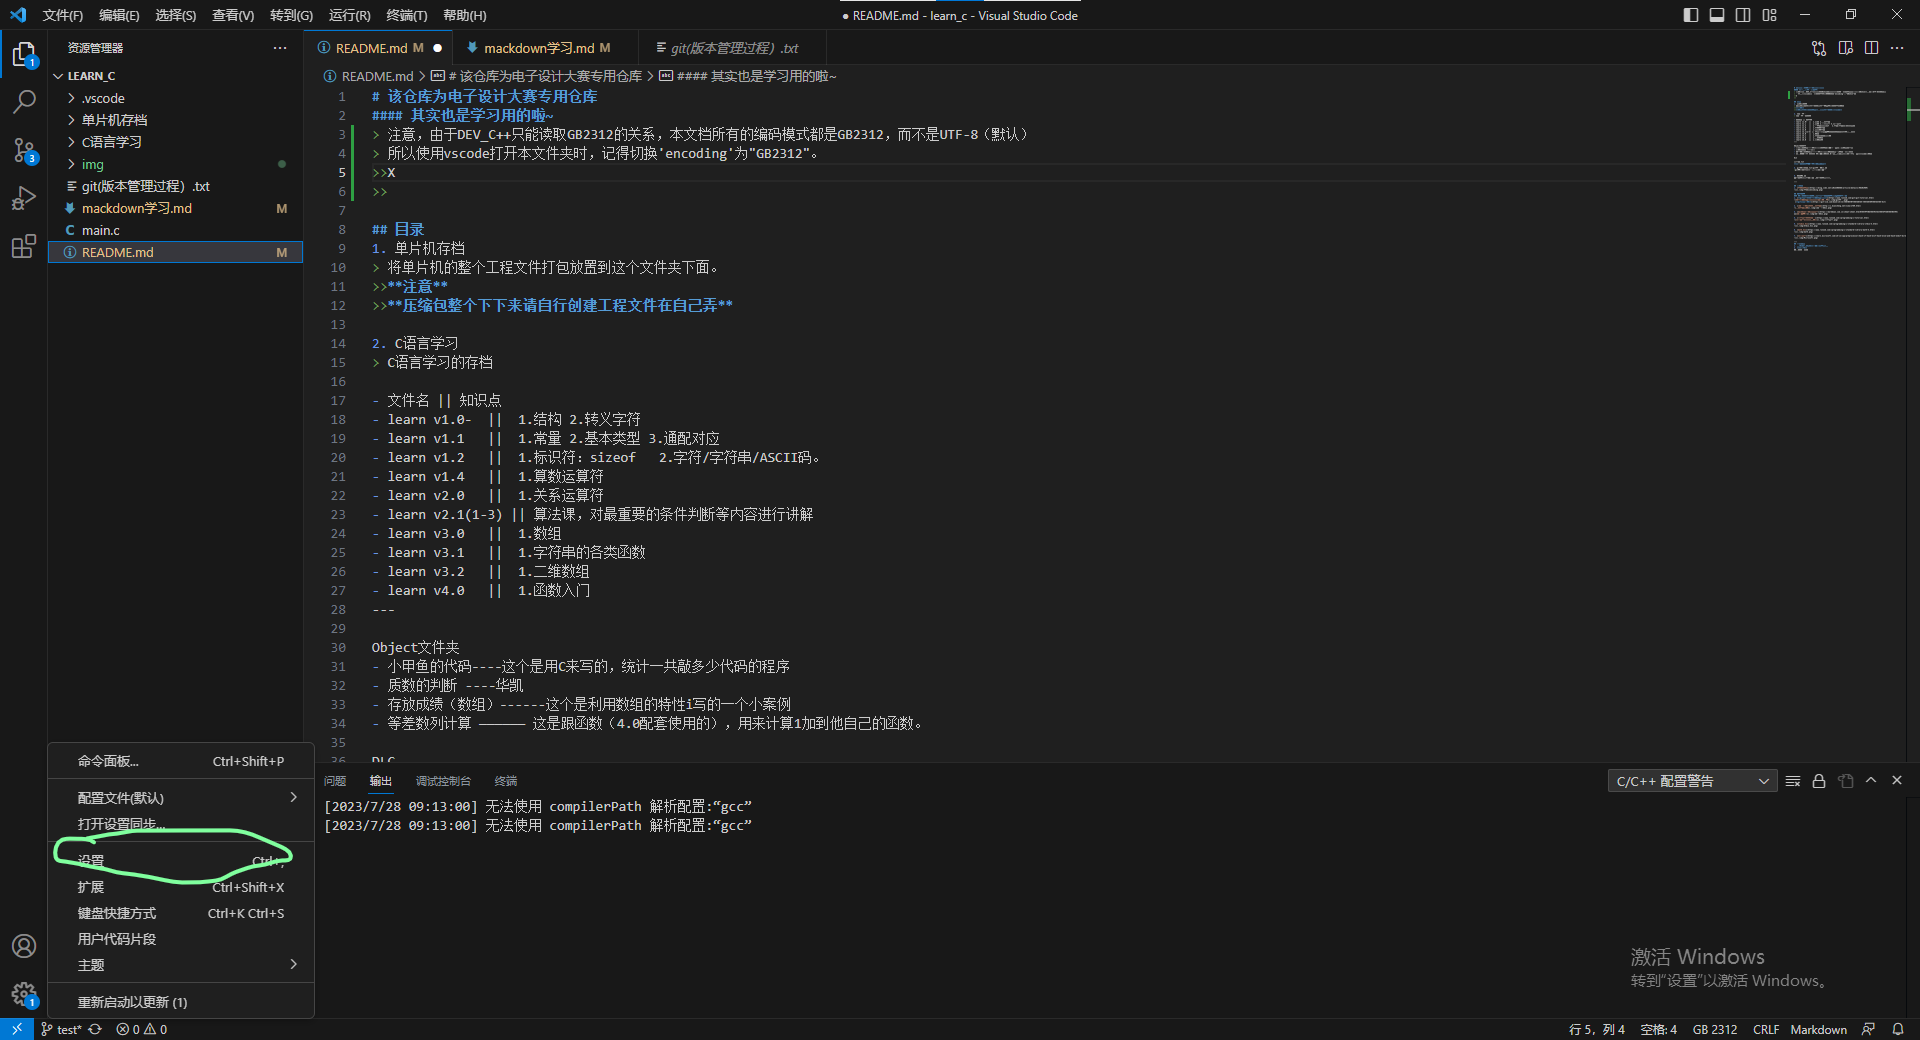 文件(F) 编辑(E) 选择(S) 查看(V) 转到(G) 运行(R) 终端(T) 帮助(H)
● README.md - learn_c - Visual Studio Code
资源管理器
LEARN_C
.vscode
单片机存档
C语言学习
img
git(版本管理过程) .txt
mackdown学习.md M
main.c
README.md M
README.md M
mackdown学习.md M
git(版本管理过程) .txt
README.md > # 该仓库为电子设计大赛专用仓库 > #### 其实也是学习用的啦~
1 # 该仓库为电子设计大赛专用仓库
2 #### 其实也是学习用的啦~
3 > 注意，由于DEV_C++只能读取GB2312的关系，本文档所有的编码模式都是GB2312，而不是UTF-8（默认）
4 > 所以使用vscode打开本文件夹时，记得切换'encoding'为"GB2312"。
5 >>X
6 >>
7
8 ## 目录
9 1. 单片机存档
10 > 将单片机的整个工程文件打包放置到这个文件夹下面。
11 >>**注意**
12 >>**压缩包整个下下来请自行创建工程文件在自己弄**
13
14 2. C语言学习
15 > C语言学习的存档
16
17 - 文件名 || 知识点
18 - learn v1.0- || 1.结构 2.转义字符
19 - learn v1.1 || 1.常量 2.基本类型 3.通配对应
20 - learn v1.2 || 1.标识符：sizeof 2.字符/字符串/ASCII码。
21 - learn v1.4 || 1.算数运算符
22 - learn v2.0 || 1.关系运算符
23 - learn v2.1(1-3) || 算法课，对最重要的条件判断等内容进行讲解
24 - learn v3.0 || 1.数组
25 - learn v3.1 || 1.字符串的各类函数
26 - learn v3.2 || 1.二维数组
27 - learn v4.0 || 1.函数入门
28 ---
29
30 Object文件夹
31 - 小甲鱼的代码----这个是用C来写的，统计一共敲多少代码的程序
32 - 质数的判断 ----华凯
33 - 存放成绩（数组）------这个是利用数组的特性i写的一个小案例
34 - 等差数列计算 —————— 这是跟函数（4.0配套使用的），用来计算1加到他自己的函数。
35
36 DLC
命令面板... Ctrl+Shift+P
配置文件(默认)
打开设置同步...
设置 Ctrl+,
扩展 Ctrl+Shift+X
键盘快捷方式 Ctrl+K Ctrl+S
用户代码片段
主题
重新启动以更新 (1)
问题 输出 调试控制台 终端
C/C++ 配置警告
[2023/7/28 09:13:00] 无法使用 compilerPath 解析配置:“gcc”
[2023/7/28 09:13:00] 无法使用 compilerPath 解析配置:“gcc”
激活 Windows
转到“设置”以激活 Windows。
test* 0 0
行 5，列 4 空格: 4 GB 2312 CRLF Markdown
1
3
1